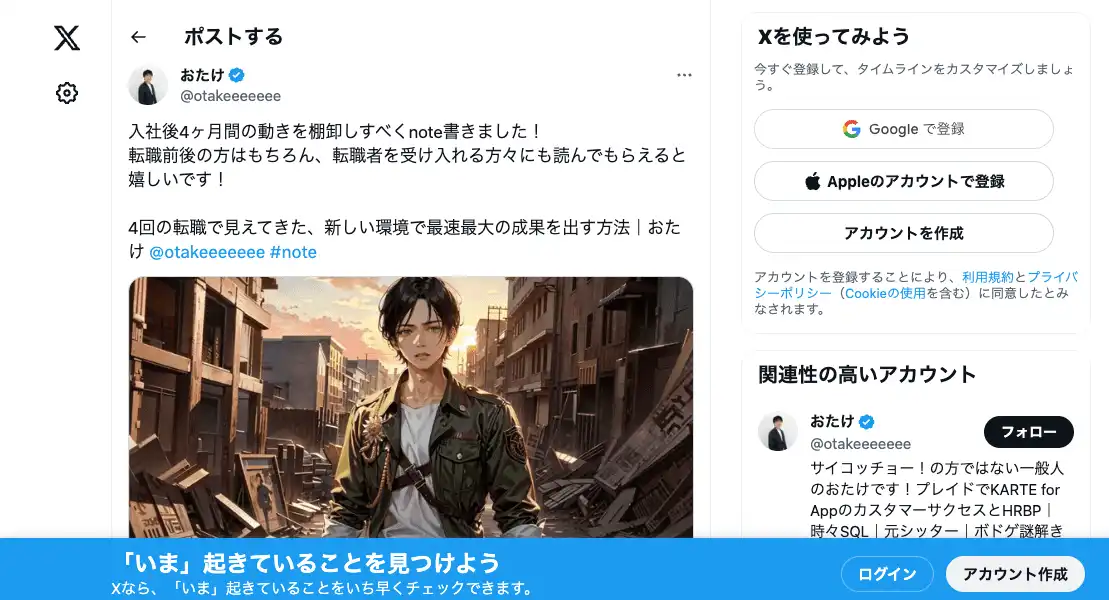 ポストする
おたけ
@otakeeeeeee
入社後4ヶ月間の動きを棚卸しすべくnote書きました！
転職前後の方はもちろん、転職者を受け入れる方々にも読んでもらえると
嬉しいです！
4回の転職で見えてきた、新しい環境で最速最大の成果を出す方法｜おた
け @otakeeeeeee #note
Xを使ってみよう
今すぐ登録して、タイムラインをカスタマイズしましょ
う。
Google で登録
Appleのアカウントで登録
アカウントを作成
アカウントを登録することにより、利用規約とプライバ
シーポリシー（Cookieの使用を含む）に同意したとみ
なされます。
関連性の高いアカウント
おたけ
@otakeeeeeee
フォロー
サイコッチョー！の方ではない一般人
のおたけです！プレイドでKARTE for
AppのカスタマーサクセスとHRBP｜
時々SQL｜元シッター｜ボドゲ謎解き
「いま」起きていることを見つけよう
Xなら、「いま」起きていることをいち早くチェックできます。
ログイン
アカウント作成